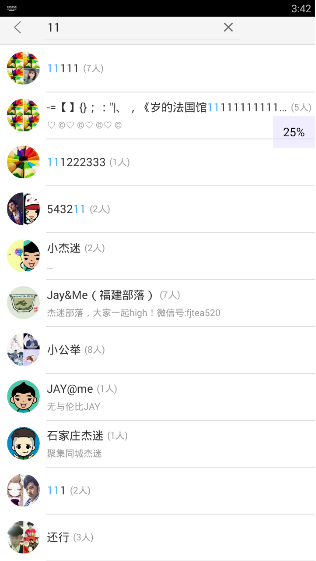 3:42
11
11111 (7人)
-=【】{}；："|、，《岁的法国馆11111111111... (5人)
♡ ©♡ ©♡ ©♡ ©
25%
111222333 (1人)
543211 (2人)
小杰迷 (2人)
...
Jay&Me（福建部落） (7人)
杰迷部落，大家一起high！微信号:fjtea520
小公举 (8人)
JAY@me (1人)
无与伦比JAY
石家庄杰迷 (1人)
聚集同城杰迷
111 (2人)
还行 (3人)